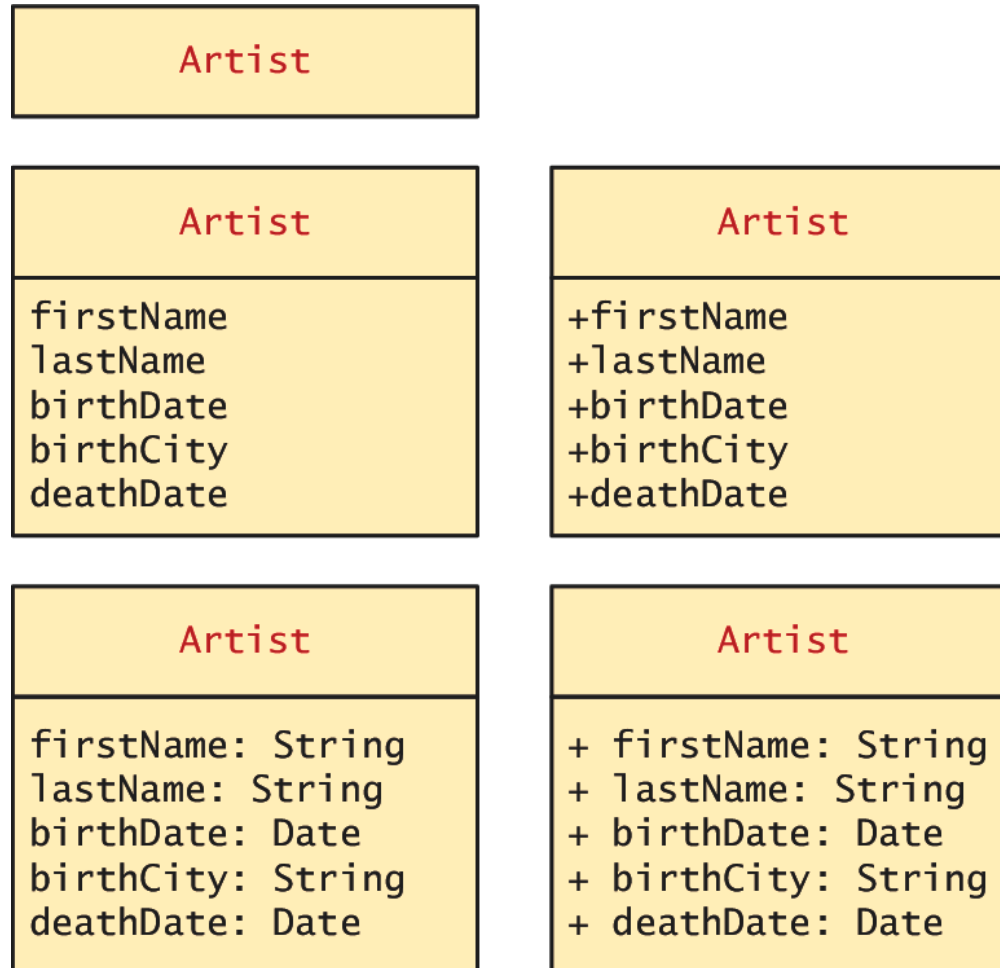 Artist
Artist
firstName
lastName
birthDate
birthCity
deathDate
Artist
+firstName
+lastName
+birthDate
+birthCity
+deathDate
Artist
firstName: String
lastName: String
birthDate: Date
birthCity: String
deathDate: Date
Artist
+ firstName: String
+ lastName: String
+ birthDate: Date
+ birthCity: String
+ deathDate: Date